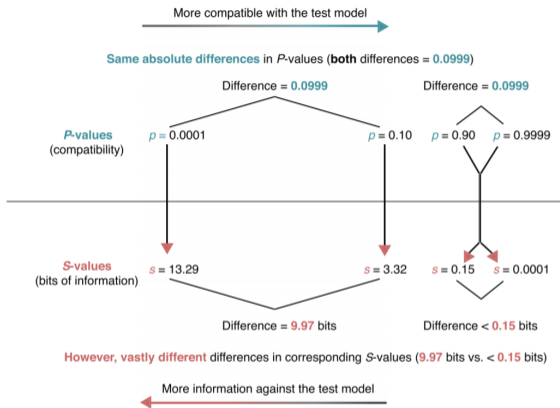 More compatible with the test model
Same absolute differences in P-values (both differences = 0.0999)
Difference = 0.0999
Difference = 0.0999
P-values
(compatibility)
p = 0.0001
p = 0.10
p = 0.90
p = 0.9999
S-values
(bits of information)
s = 13.29
s = 3.32
s = 0.15
s = 0.0001
Difference = 9.97 bits
Difference < 0.15 bits
However, vastly different differences in corresponding S-values (9.97 bits vs. < 0.15 bits)
More information against the test model